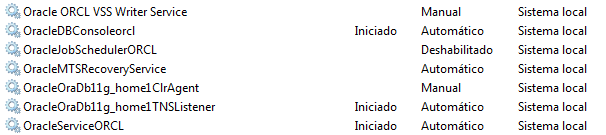 Oracle ORCL VSS Writer Service Manual Sistema local
OracleDBConsoleorcl Iniciado Automático Sistema local
OracleJobSchedulerORCL Deshabilitado Sistema local
OracleMTSRecoveryService Automático Sistema local
OracleOraDb11g_home1ClrAgent Manual Sistema local
OracleOraDb11g_home1TNSListener Iniciado Automático Sistema local
OracleServiceORCL Iniciado Automático Sistema local